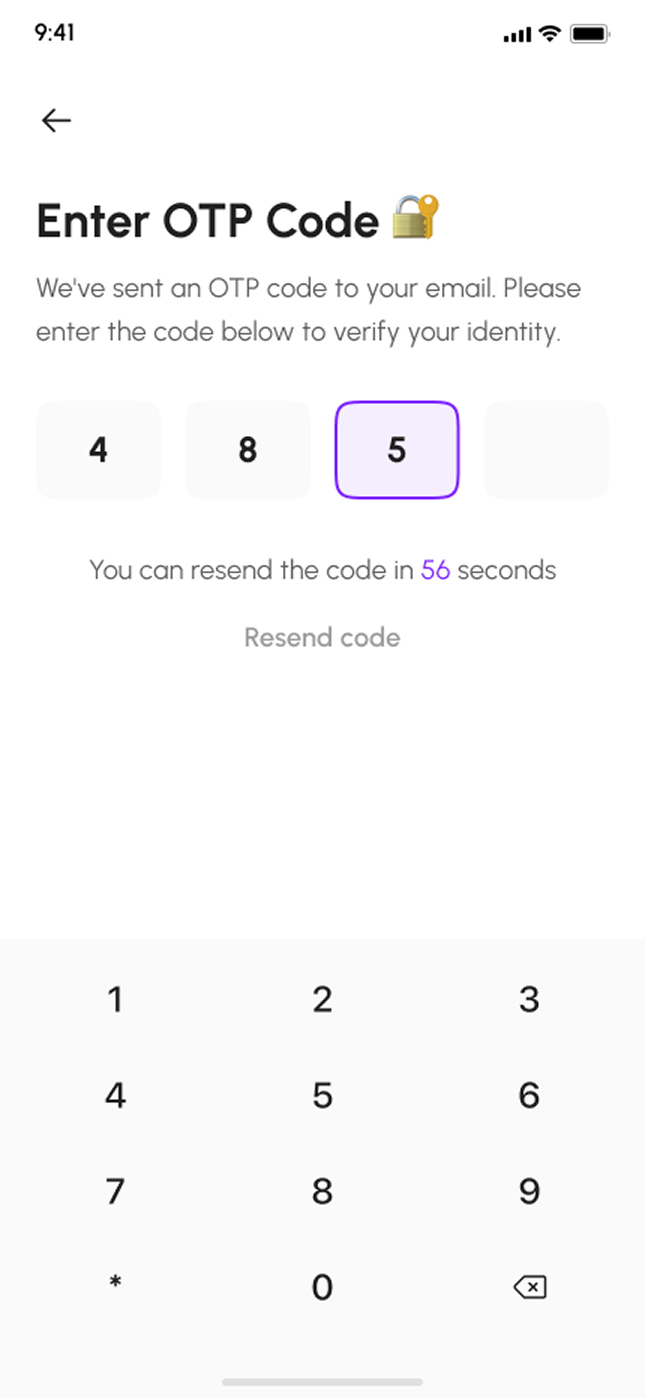 9:41
Enter OTP Code 🔐
We've sent an OTP code to your email. Please
enter the code below to verify your identity.
4 8 5
You can resend the code in 56 seconds
Resend code
1 2 3
4 5 6
7 8 9
* 0